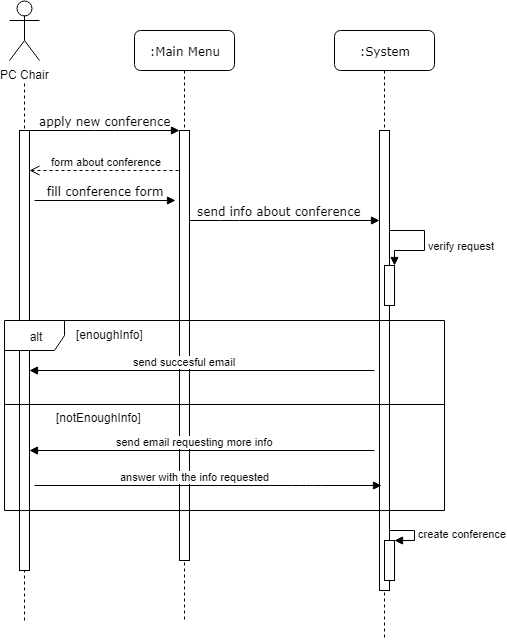 PC Chair
:Main Menu
:System
apply new conference
form about conference
fill conference form
send info about conference
verify request
alt
[enoughInfo]
send succesful email
[notEnoughInfo]
send email requesting more info
answer with the info requested
create conference